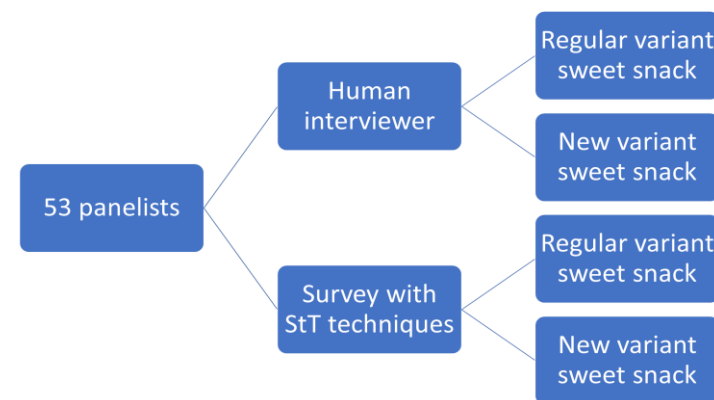 53 panelists
Human
interviewer
Regular variant
sweet snack
New variant
sweet snack
Survey with
StT techniques
Regular variant
sweet snack
New variant
sweet snack